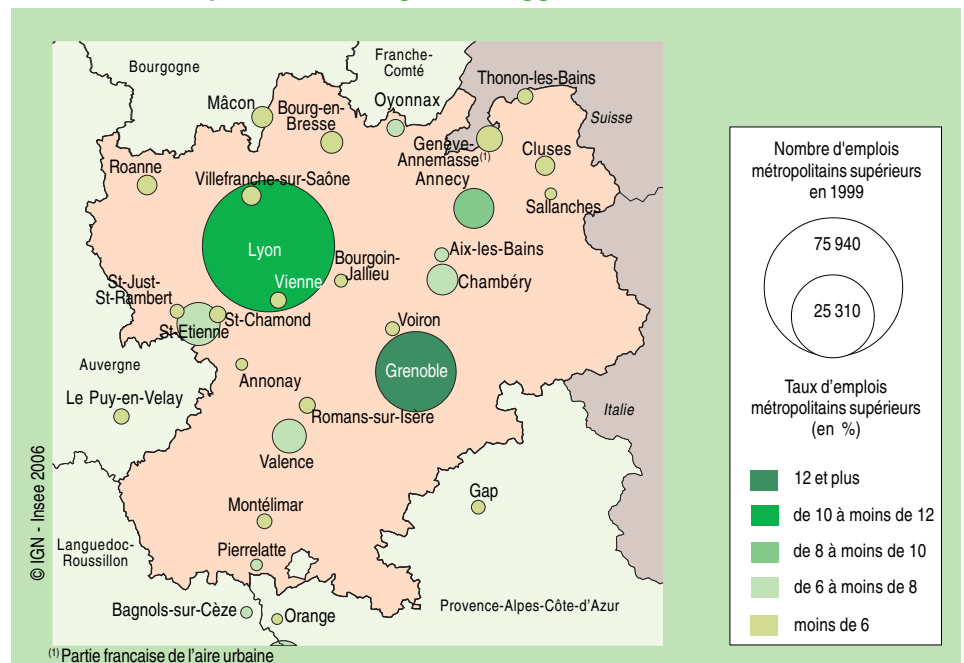 Bourgogne
Franche-
Comté
Thonon-les-Bains
Mâcon
Bourg-en-
Bresse
Oyonnax
Suisse
Genève-
Annemasse(1)
Cluses
Roanne
Villefranche-sur-Saône
Annecy
Sallanches
Lyon
Aix-les-Bains
Bourgoin-
Jallieu
Vienne
Chambéry
St-Just-
St-Rambert
St-Chamond
Voiron
St-Etienne
Auvergne
Annonay
Grenoble
Le Puy-en-Velay
Romans-sur-Isère
Italie
Valence
Gap
Montélimar
Languedoc-
Roussillon
Pierrelatte
Bagnols-sur-Cèze
Orange
Provence-Alpes-Côte-d'Azur
© IGN - Insee 2006
(1) Partie française de l'aire urbaine
Nombre d'emplois
métropolitains supérieurs
en 1999
75 940
25 310
Taux d'emplois
métropolitains supérieurs
(en %)
12 et plus
de 10 à moins de 12
de 8 à moins de 10
de 6 à moins de 8
moins de 6